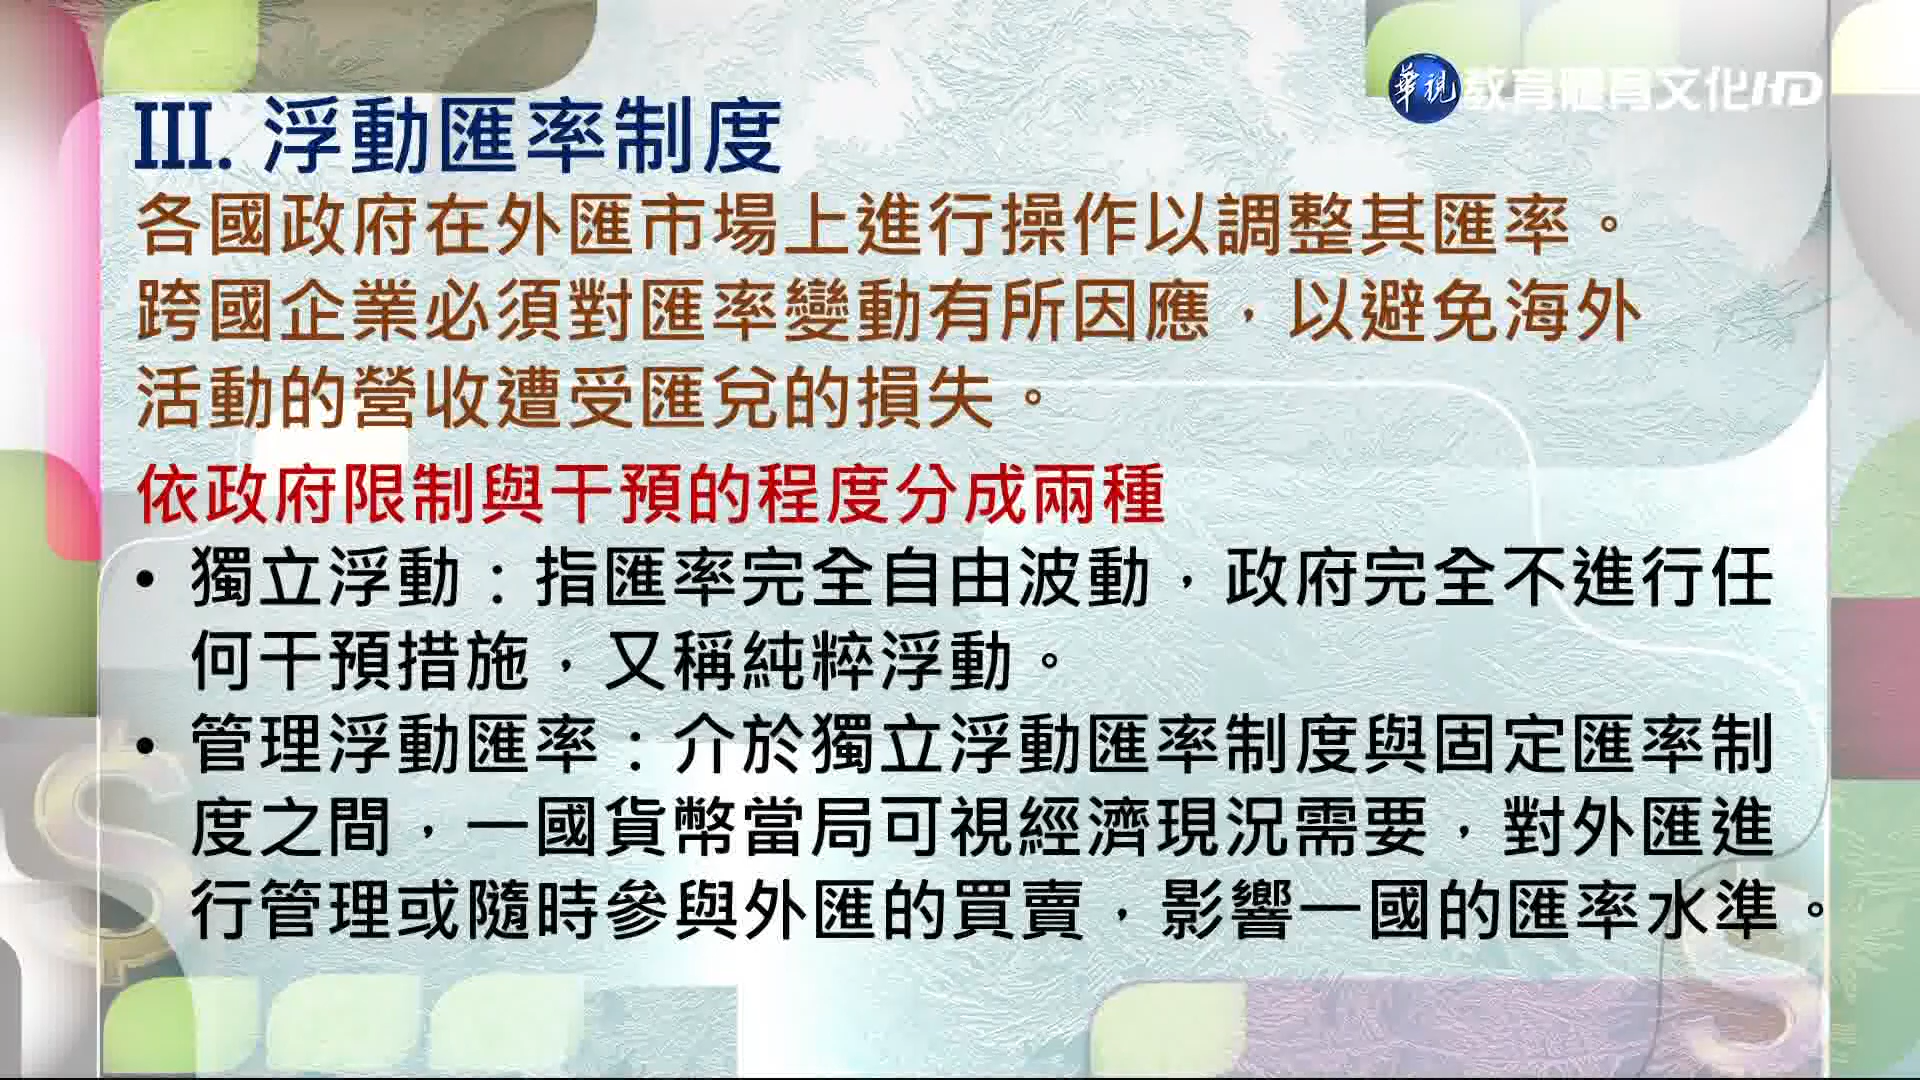 華視 教育體育文化HD
III. 浮動匯率制度
各國政府在外匯市場上進行操作以調整其匯率。
跨國企業必須對匯率變動有所因應，以避免海外
活動的營收遭受匯兌的損失。
依政府限制與干預的程度分成兩種
• 獨立浮動：指匯率完全自由波動，政府完全不進行任
何干預措施，又稱純粹浮動。
• 管理浮動匯率：介於獨立浮動匯率制度與固定匯率制
度之間，一國貨幣當局可視經濟現況需要，對外匯進
行管理或隨時參與外匯的買賣，影響一國的匯率水準。